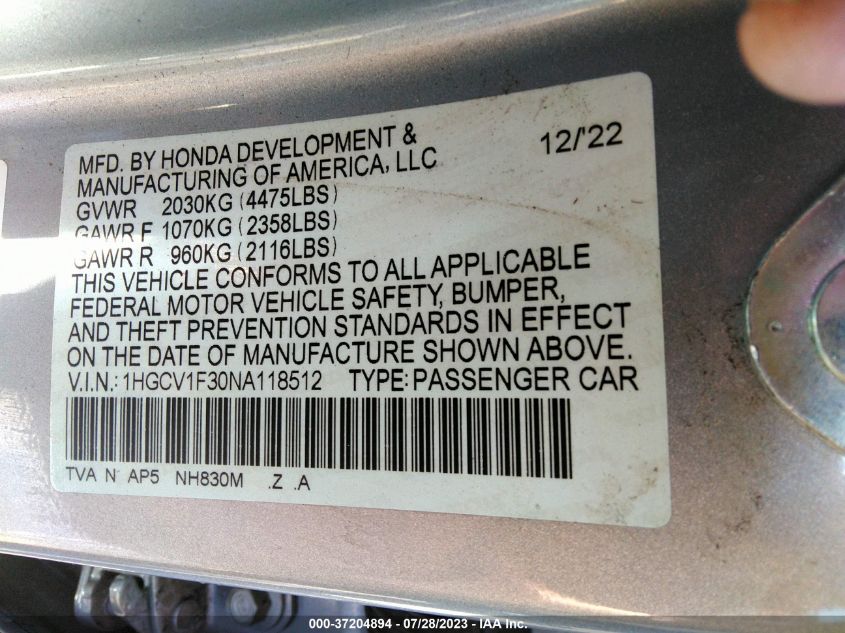 MFD. BY HONDA DEVELOPMENT & 12/'22
MANUFACTURING OF AMERICA, LLC
GVWR 2030KG (4475LBS)
GAWR F 1070KG (2358LBS)
GAWR R 960KG (2116LBS)
THIS VEHICLE CONFORMS TO ALL APPLICABLE
FEDERAL MOTOR VEHICLE SAFETY, BUMPER,
AND THEFT PREVENTION STANDARDS IN EFFECT
ON THE DATE OF MANUFACTURE SHOWN ABOVE.
V.I.N.: 1HGCV1F30NA118512 TYPE: PASSENGER CAR
TVA N AP5 NH830M .Z .A
000-37204894 - 07/28/2023 - IAA Inc.